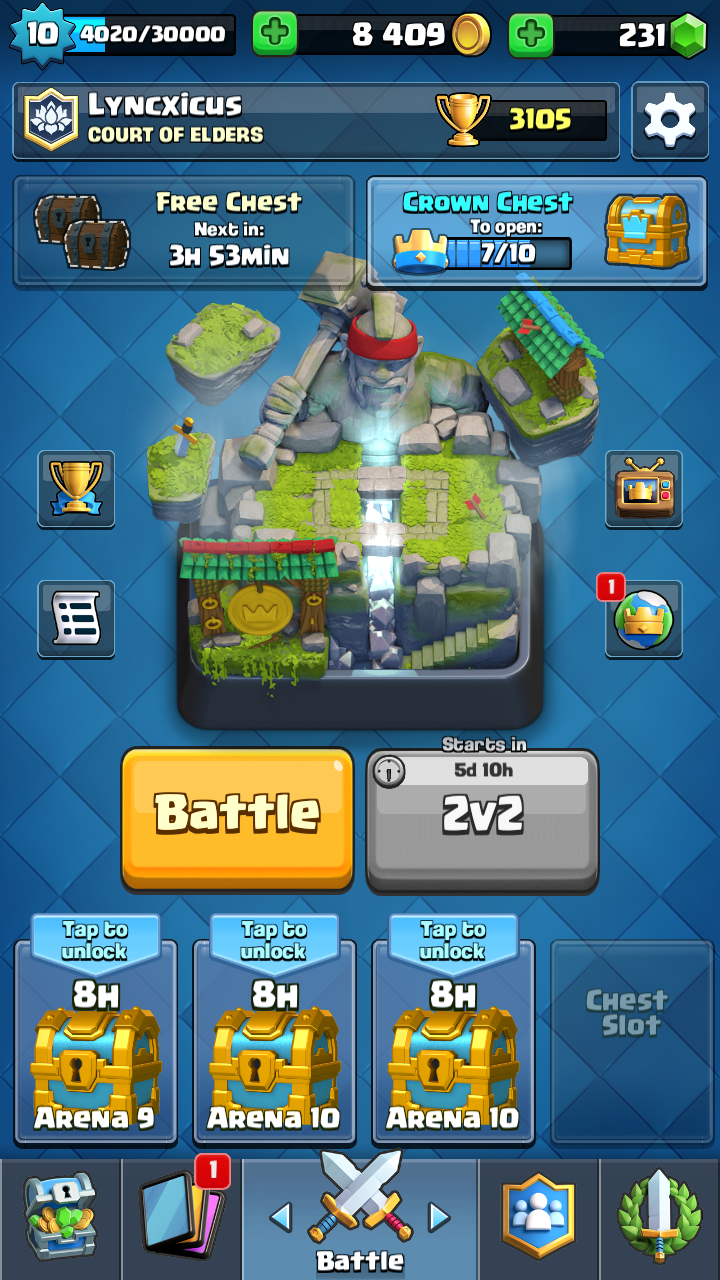 10
4020/30000
8 409
231
Lyncxicus
COURT OF ELDERS
3105
Free Chest
Next in:
3h 53min
Crown Chest
To open:
7/10
1
Starts in
5d 10h
Battle
2v2
Tap to
unlock
8h
Arena 9
Tap to
unlock
8h
Arena 10
Tap to
unlock
8h
Arena 10
Chest
Slot
1
Battle